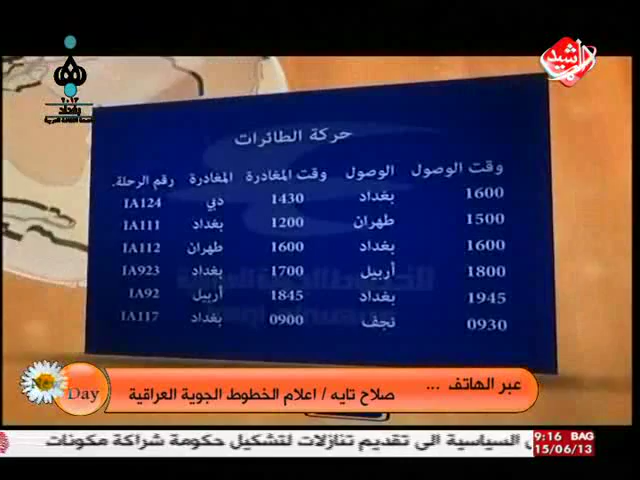 الرشيد
بغداد
٢٠١٣
حركة الطائرات
وقت الوصول الوصول وقت المغادرة المغادرة رقم الرحلة.
1600 بغداد 1430 دبي IA124
1500 طهران 1200 بغداد IA111
1600 بغداد 1600 طهران IA112
1800 أربيل 1700 بغداد IA923
1945 بغداد 1845 أربيل IA92
0930 نجف 0900 بغداد IA117
عبر الهاتف ...
صلاح تايه / اعلام الخطوط الجوية العراقية
New Day
السياسية الى تقديم تنازلات لتشكيل حكومة شراكة مكونات
9:16 BAG
15/06/13